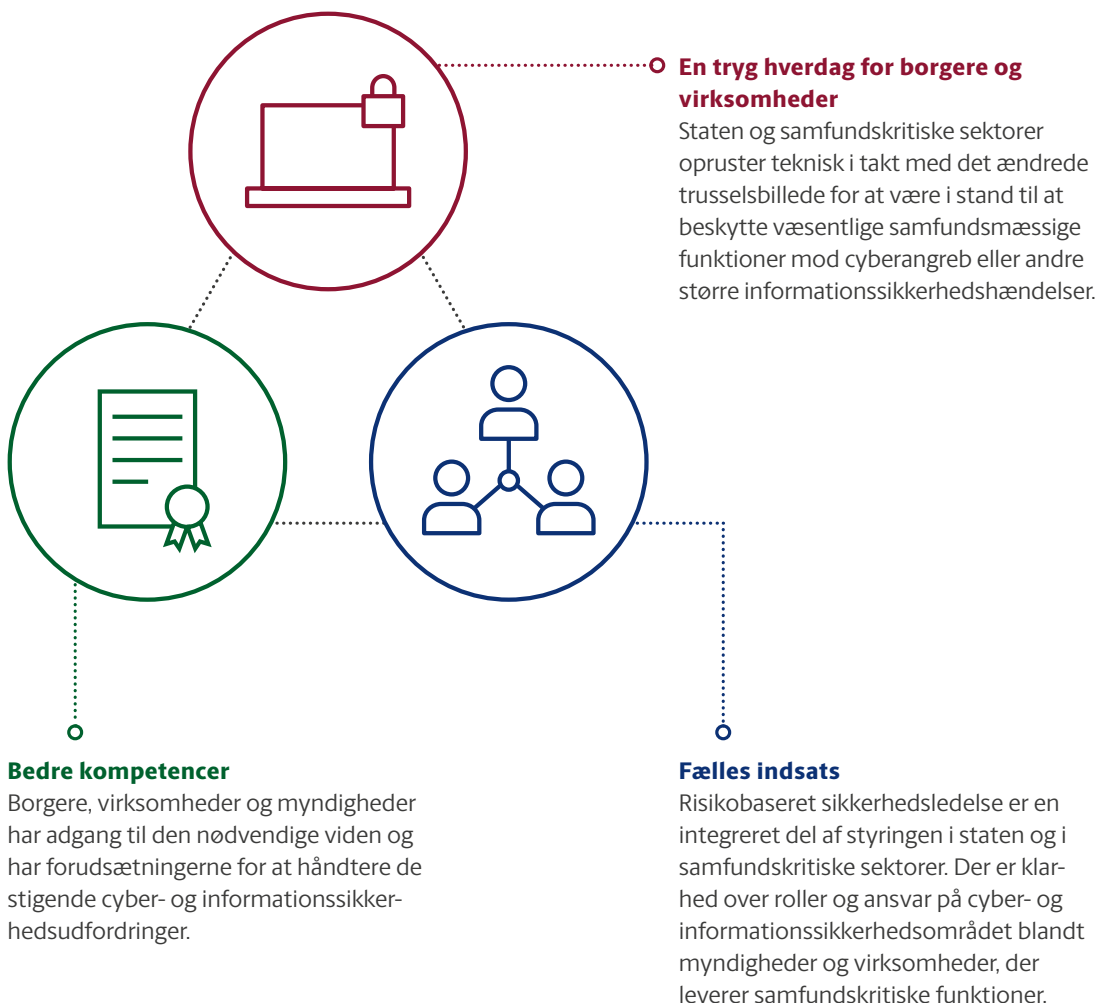 En tryg hverdag for borgere og
virksomheder
Staten og samfundskritiske sektorer
opruster teknisk i takt med det ændrede
trusselsbillede for at være i stand til at
beskytte væsentlige samfundsmæssige
funktioner mod cyberangreb eller andre
større informationssikkerhedshændelser.
Bedre kompetencer
Borgere, virksomheder og myndigheder
har adgang til den nødvendige viden og
har forudsætningerne for at håndtere de
stigende cyber- og informationssikker-
hedsudfordringer.
Fælles indsats
Risikobaseret sikkerhedsledelse er en
integreret del af styringen i staten og i
samfundskritiske sektorer. Der er klar-
hed over roller og ansvar på cyber- og
informationssikkerhedsområdet blandt
myndigheder og virksomheder, der
leverer samfundskritiske funktioner.